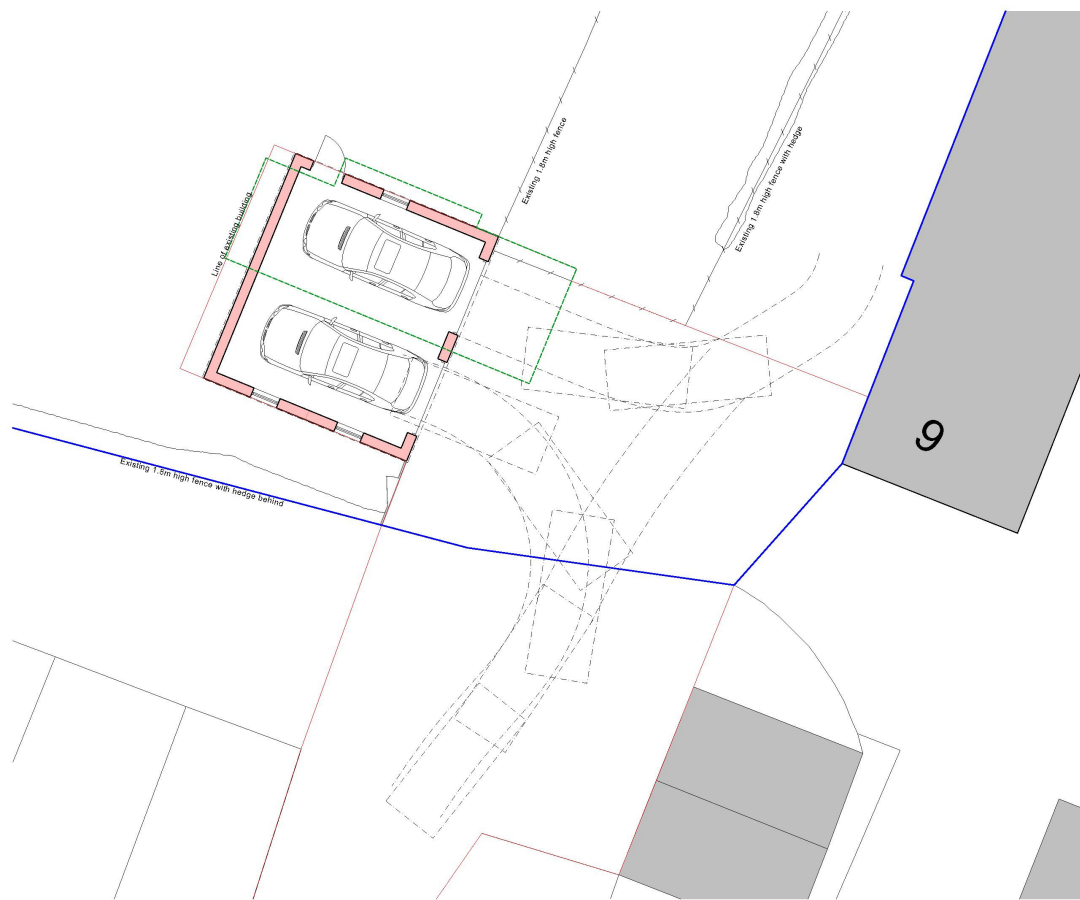 Existing 1.8m high fence
Existing 1.8m high fence with hedge
Line of existing building
9
Existing 1.5m high fence with hedge behind